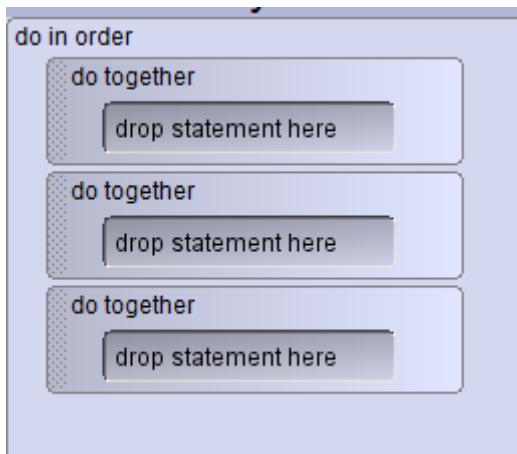 do in order
do together
drop statement here
do together
drop statement here
do together
drop statement here